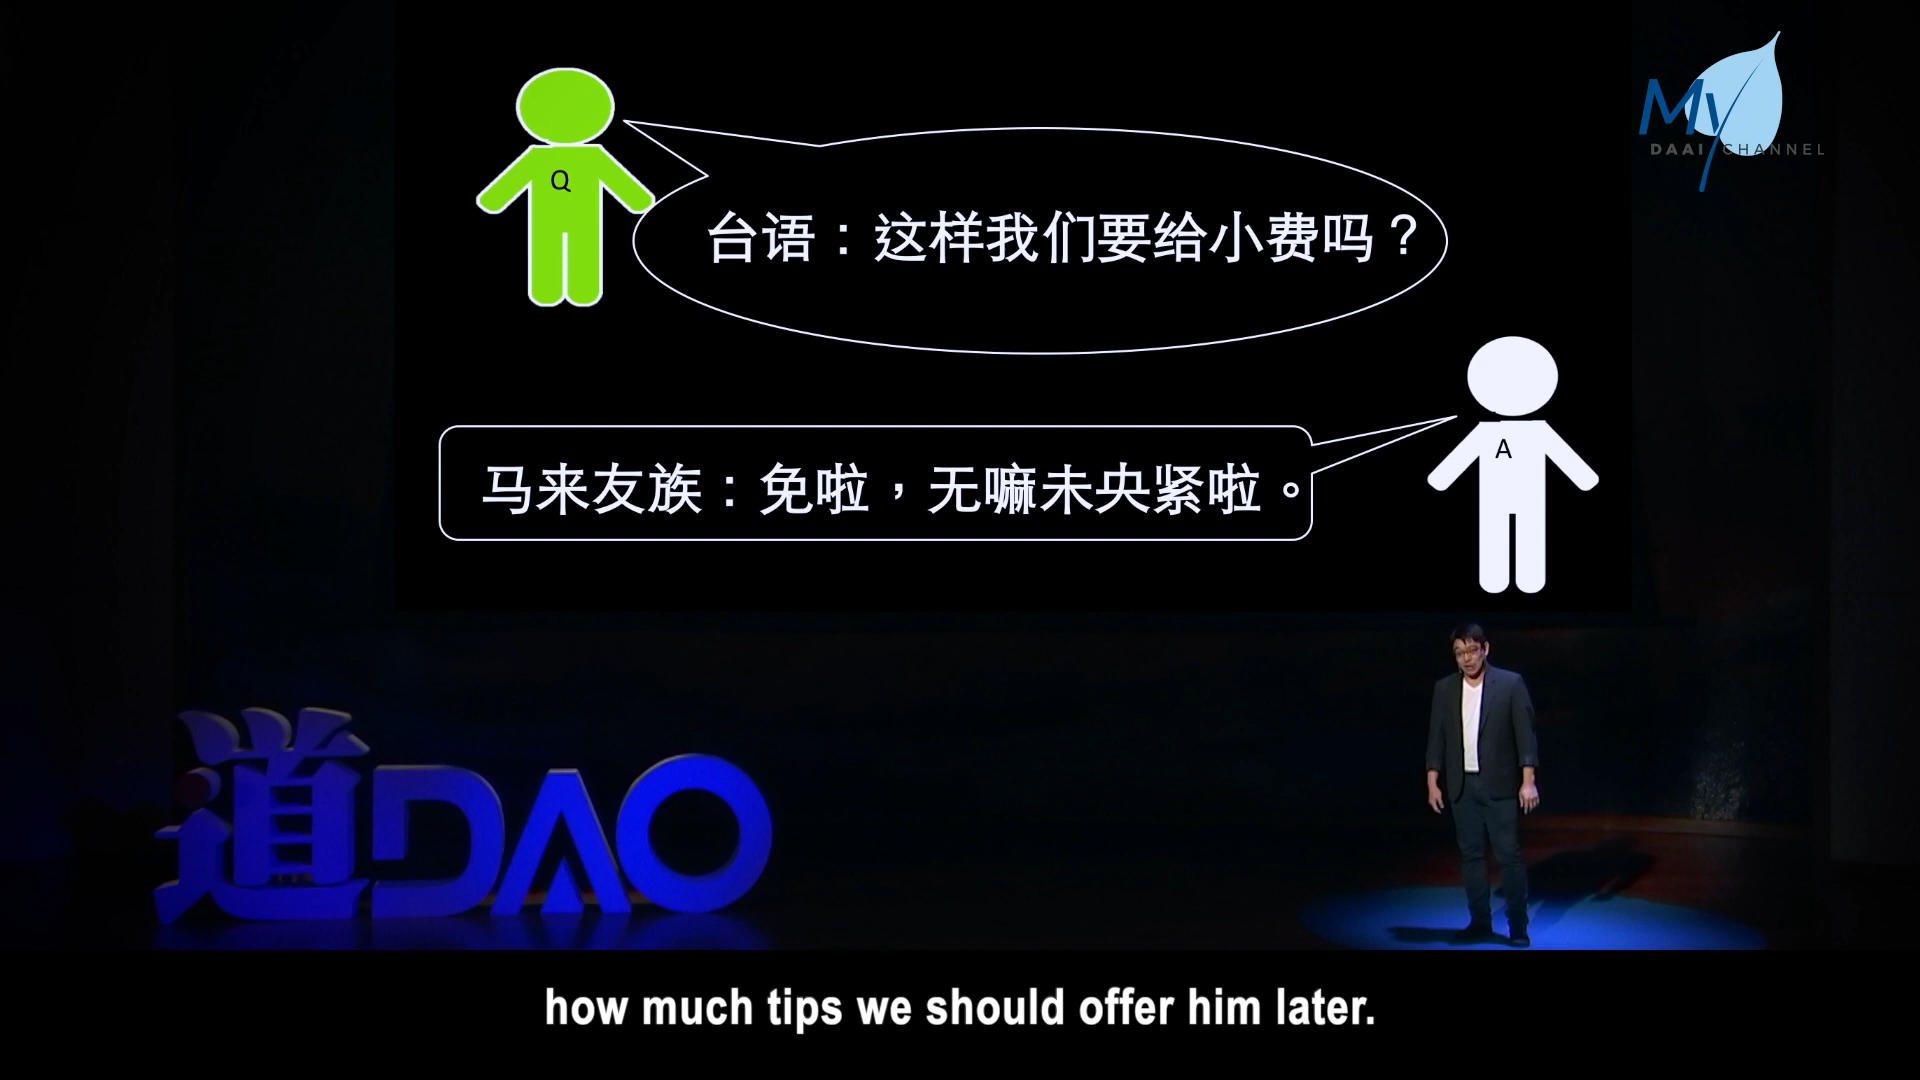 Q
台语：这样我们要给小费吗？
My
DAAI CHANNEL
A
马来友族：免啦，无嘛未央紧啦。
道DAO
how much tips we should offer him later.